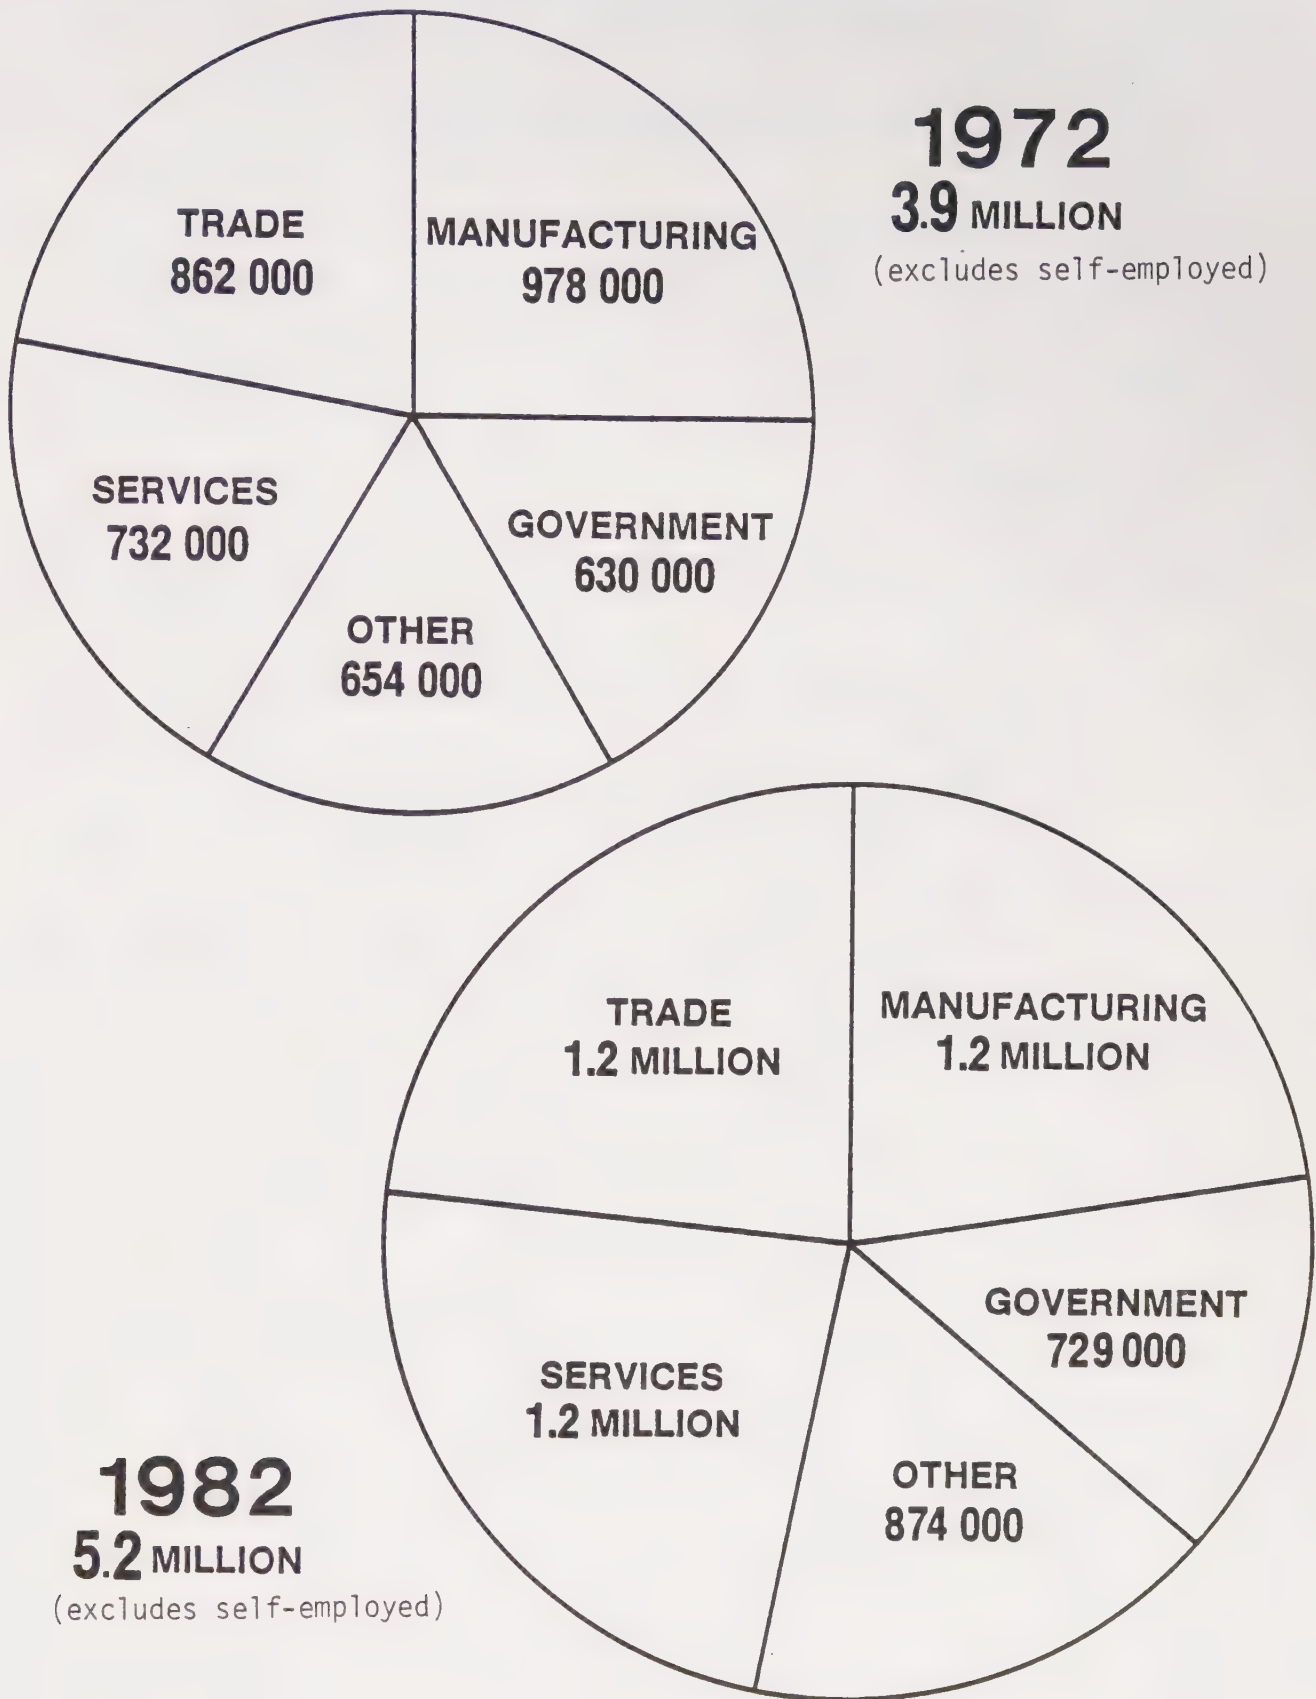 1972
3.9 MILLION
(excludes self-employed)
TRADE
862 000
MANUFACTURING
978 000
SERVICES
732 000
GOVERNMENT
630 000
OTHER
654 000
TRADE
1.2 MILLION
MANUFACTURING
1.2 MILLION
GOVERNMENT
729 000
SERVICES
1.2 MILLION
OTHER
874 000
1982
5.2 MILLION
(excludes self-employed)